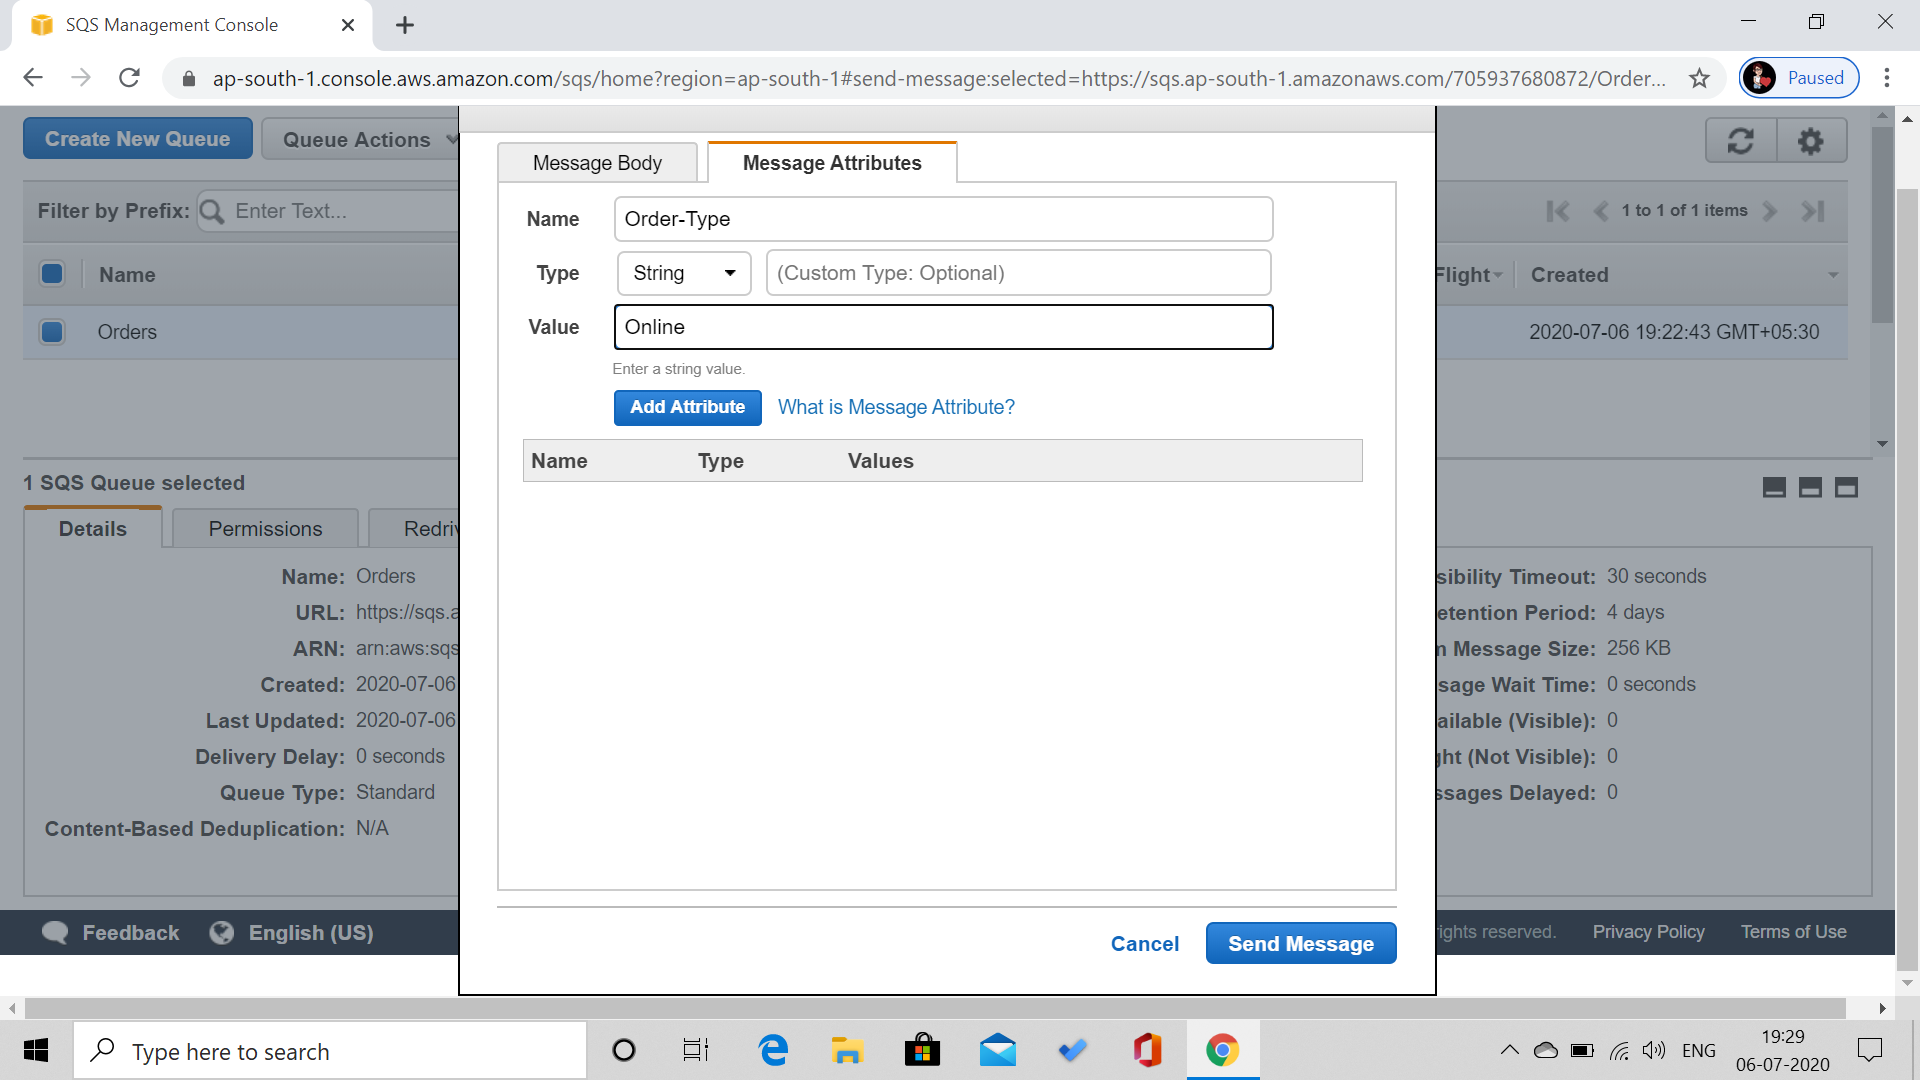 SQS Management Console
ap-south-1.console.aws.amazon.com/sqs/home?region=ap-south-1#send-message:selected=https://sqs.ap-south-1.amazonaws.com/705937680872/Order...
Paused
Create New Queue
Queue Actions
Filter by Prefix:
Enter Text...
1 to 1 of 1 items
Name
Flight
Created
Orders
2020-07-06 19:22:43 GMT+05:30
Message Body
Message Attributes
Name
Order-Type
Type
String
(Custom Type: Optional)
Value
Online
Enter a string value.
Add Attribute
What is Message Attribute?
Name Type Values
Cancel
Send Message
1 SQS Queue selected
Details
Permissions
Redriv
Name: Orders
URL: https://sqs.a
ARN: arn:aws:sqs
Created: 2020-07-06
Last Updated: 2020-07-06
Delivery Delay: 0 seconds
Queue Type: Standard
Content-Based Deduplication: N/A
sibility Timeout: 30 seconds
etention Period: 4 days
Message Size: 256 KB
sage Wait Time: 0 seconds
ailable (Visible): 0
ght (Not Visible): 0
ssages Delayed: 0
Feedback
English (US)
ights reserved.
Privacy Policy
Terms of Use
Type here to search
ENG
19:29
06-07-2020